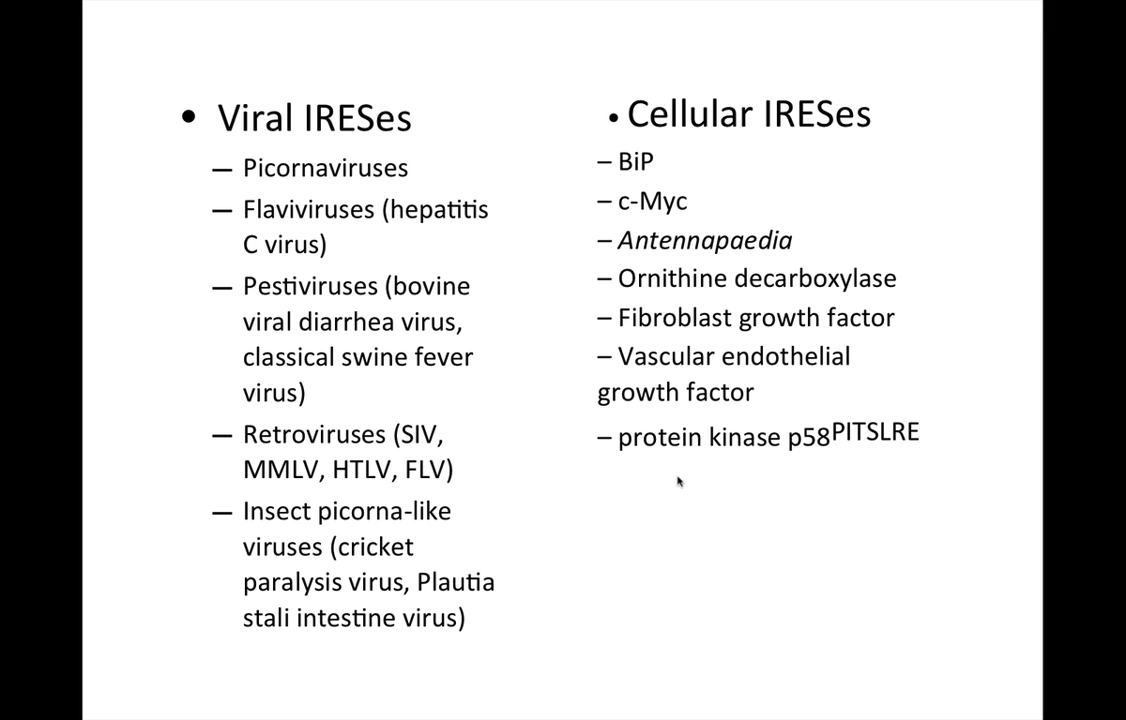 • Viral IRESes
– Picornaviruses
– Flaviviruses (hepatitis
C virus)
– Pestiviruses (bovine
viral diarrhea virus,
classical swine fever
virus)
– Retroviruses (SIV,
MMLV, HTLV, FLV)
– Insect picorna-like
viruses (cricket
paralysis virus, Plautia
stali intestine virus)
• Cellular IRESes
– BiP
– c-Myc
– Antennapaedia
– Ornithine decarboxylase
– Fibroblast growth factor
– Vascular endothelial
growth factor
– protein kinase p58PITSLRE